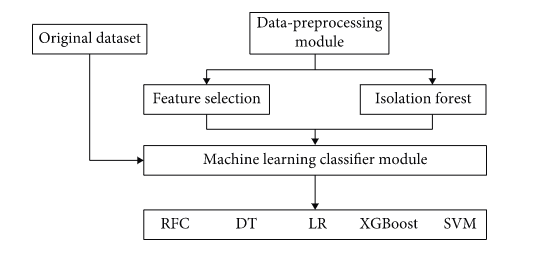 Original dataset
Data-preprocessing
module
Feature selection
Isolation forest
Machine learning classifier module
RFC DT LR XGBoost SVM